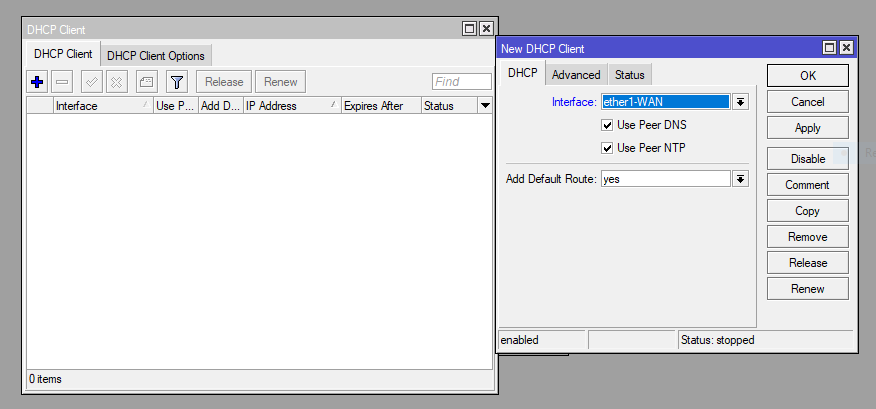 DHCP Client
DHCP Client DHCP Client Options
Release Renew Find
Interface Use P... Add D... IP Address Expires After Status
0 items
New DHCP Client
DHCP Advanced Status
Interface: ether1-WAN
Use Peer DNS
Use Peer NTP
Add Default Route: yes
OK
Cancel
Apply
Disable
Comment
Copy
Remove
Release
Renew
enabled Status: stopped